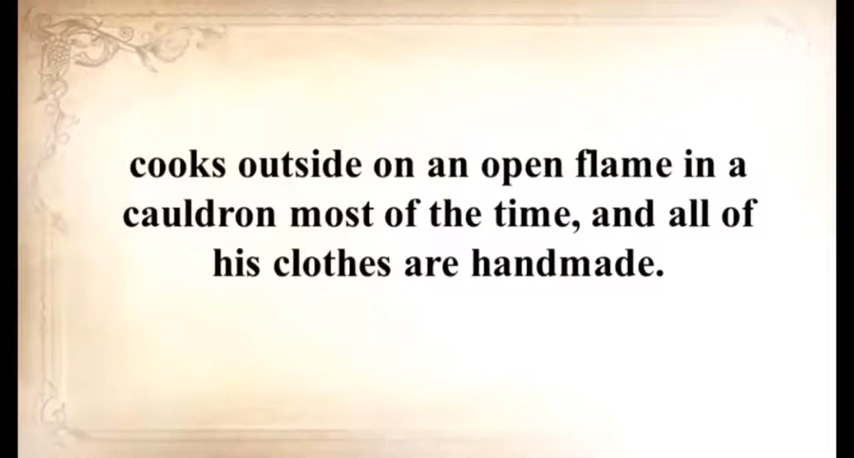 cooks outside on an open flame in a
cauldron most of the time, and all of
his clothes are handmade.